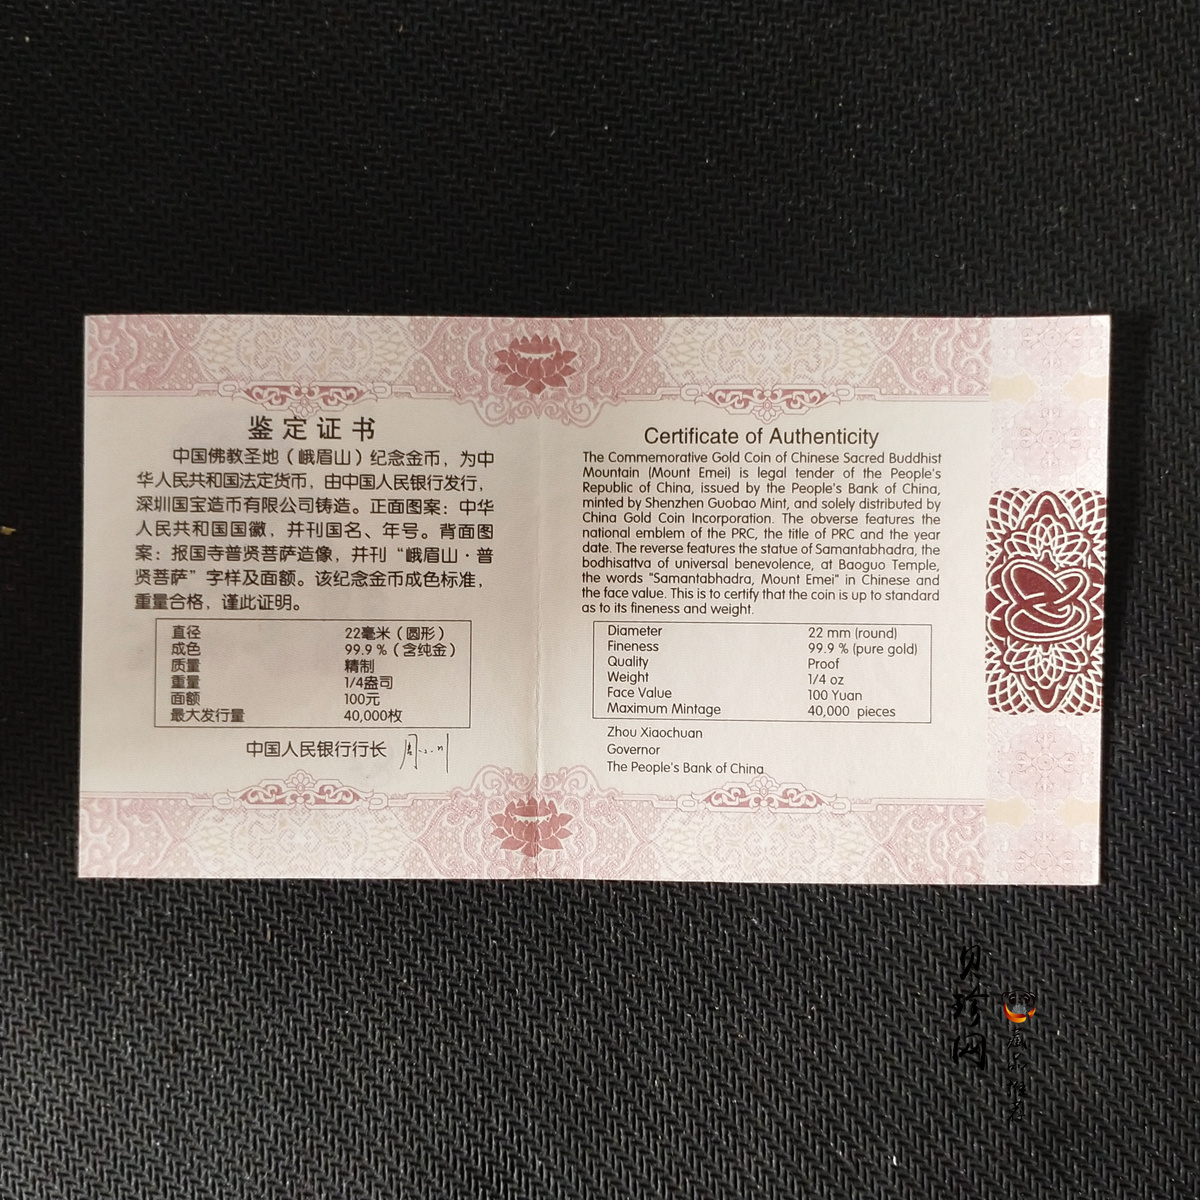 鉴定证书
中国佛教圣地（峨眉山）纪念金币，为中
华人民共和国法定货币，由中国人民银行发行，
深圳国宝造币有限公司铸造。正面图案：中华
人民共和国国徽，并刊国名、年号。背面图
案：报国寺普贤菩萨造像，并刊“峨眉山·普
贤菩萨”字样及面额。该纪念金币成色标准，
重量合格，谨此证明。
直径 22毫米（圆形）
成色 99.9％（含纯金）
质量 精制
重量 1/4盎司
面额 100元
最大发行量 40,000枚
中国人民银行行长 周小川
Certificate of Authenticity
The Commemorative Gold Coin of Chinese Sacred Buddhist
Mountain (Mount Emei) is legal tender of the People's
Republic of China, issued by the People's Bank of China,
minted by Shenzhen Guobao Mint, and solely distributed by
China Gold Coin Incorporation. The obverse features the
national emblem of the PRC, the title of PRC and the year
date. The reverse features the statue of Samantabhadra, the
bodhisattva of universal benevolence, at Baoguo Temple,
the words "Samantabhadra, Mount Emei" in Chinese and
the face value. This is to certify that the coin is up to standard
as to its fineness and weight.
Diameter 22 mm (round)
Fineness 99.9 % (pure gold)
Quality Proof
Weight 1/4 oz
Face Value 100 Yuan
Maximum Mintage 40,000 pieces
Zhou Xiaochuan
Governor
The People's Bank of China
贝珍网